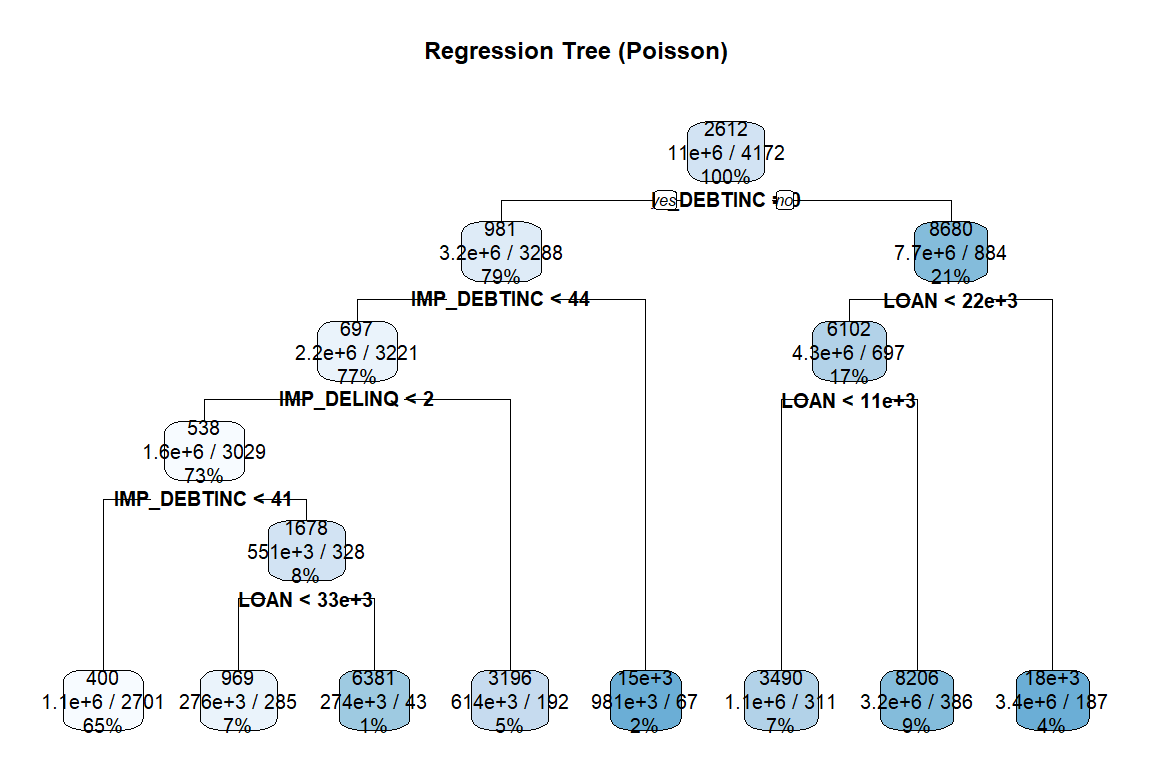 Regression Tree (Poisson)
2612
11e+6 / 4172
100%
yes _DEBTINC no 0
981
3.2e+6 / 3288
79%
8680
7.7e+6 / 884
21%
IMP_DEBTINC < 44
LOAN < 22e+3
697
2.2e+6 / 3221
77%
6102
4.3e+6 / 697
17%
IMP_DELINQ < 2
LOAN < 11e+3
538
1.6e+6 / 3029
73%
IMP_DEBTINC < 41
1678
551e+3 / 328
8%
LOAN < 33e+3
400
1.1e+6 / 2701
65%
969
276e+3 / 285
7%
6381
274e+3 / 43
1%
3196
614e+3 / 192
5%
15e+3
981e+3 / 67
2%
3490
1.1e+6 / 311
7%
8206
3.2e+6 / 386
9%
18e+3
3.4e+6 / 187
4%